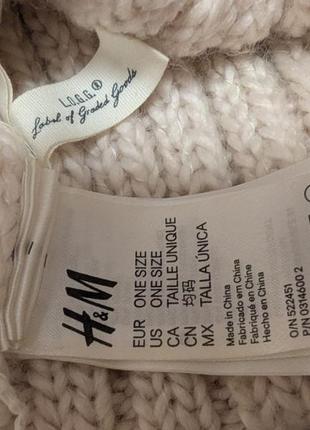 L.O.G.G.®
Label of Graded Goods
H&M
EUR ONE SIZE
US ONE SIZE
CA TAILLE UNIQUE
CN 均码
MX TALLA ÚNICA
Made in China
Fabricado em China
Fabriqué en Chine
Hecho en China
O/N 522451
P/N 0314600 2